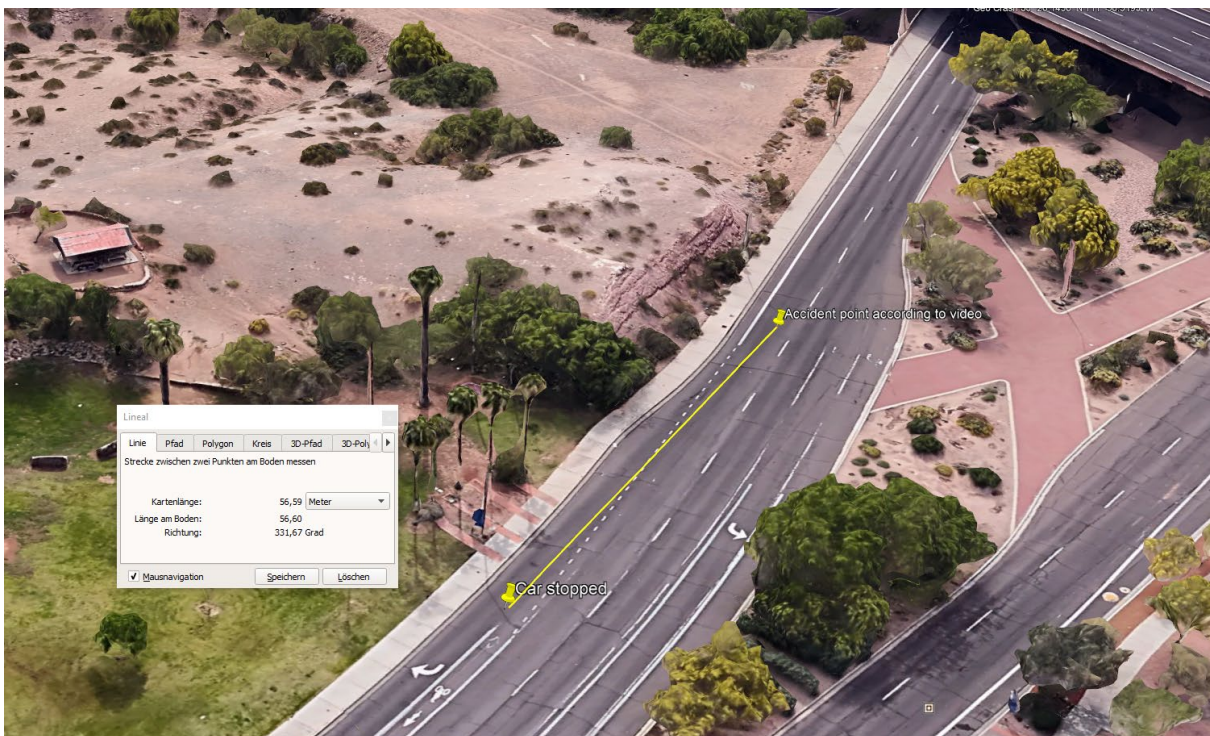 Accident point according to video
Lineal
Linie Pfad Polygon Kreis 3D-Pfad
Strecke zwischen zwei Punkten am Boden messen
Kartenlänge: 56,59 Meter
Länge am Boden: 56,60
Richtung: 331,67 Grad
Mausnavigation Speichern Löschen
Car stopped